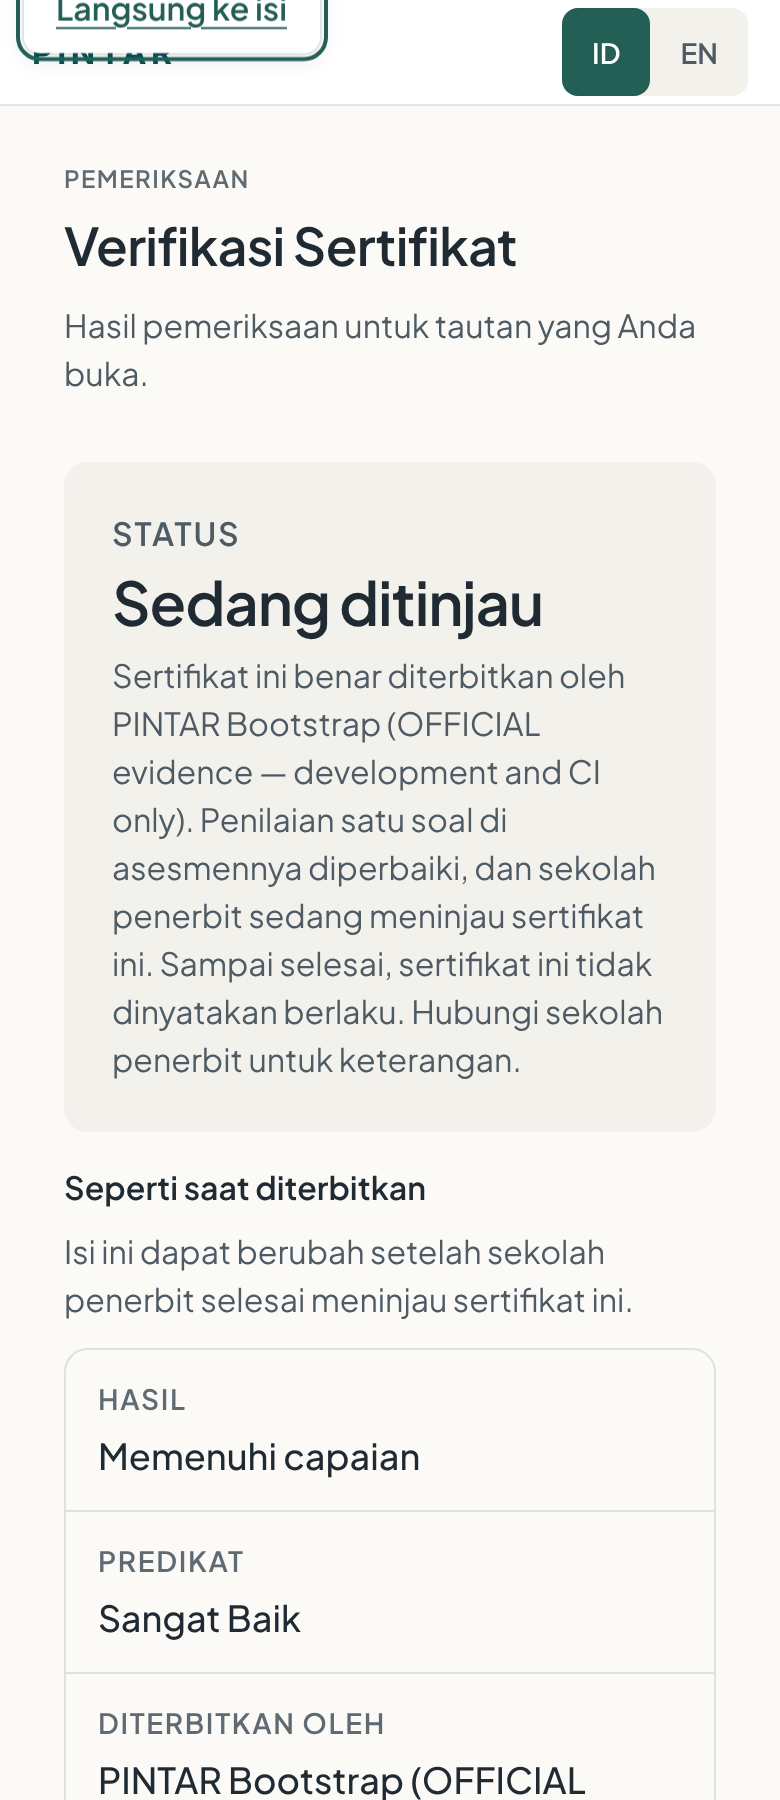 Langsung ke isi
PINTAR
ID
EN
PEMERIKSAAN
Verifikasi Sertifikat
Hasil pemeriksaan untuk tautan yang Anda
buka.
STATUS
Sedang ditinjau
Sertifikat ini benar diterbitkan oleh
PINTAR Bootstrap (OFFICIAL
evidence — development and CI
only). Penilaian satu soal di
asesmennya diperbaiki, dan sekolah
penerbit sedang meninjau sertifikat
ini. Sampai selesai, sertifikat ini tidak
dinyatakan berlaku. Hubungi sekolah
penerbit untuk keterangan.
Seperti saat diterbitkan
Isi ini dapat berubah setelah sekolah
penerbit selesai meninjau sertifikat ini.
HASIL
Memenuhi capaian
PREDIKAT
Sangat Baik
DITERBITKAN OLEH
PINTAR Bootstrap (OFFICIAL